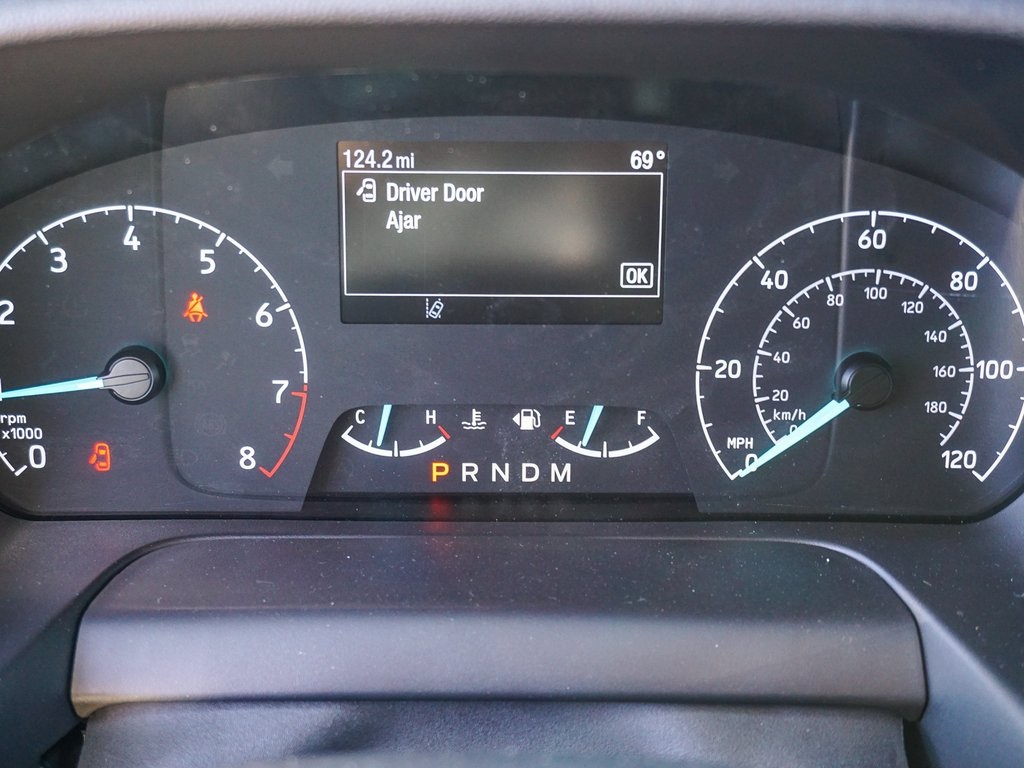 124.2 mi 69°
Driver Door
Ajar
OK
2 3 4 5 6 7 8
rpm
x1000
0
C H E F
P R N D M
0 20 40 60 80 100 120
MPH
20 40 60 80 100 120 140 160 180
km/h
0